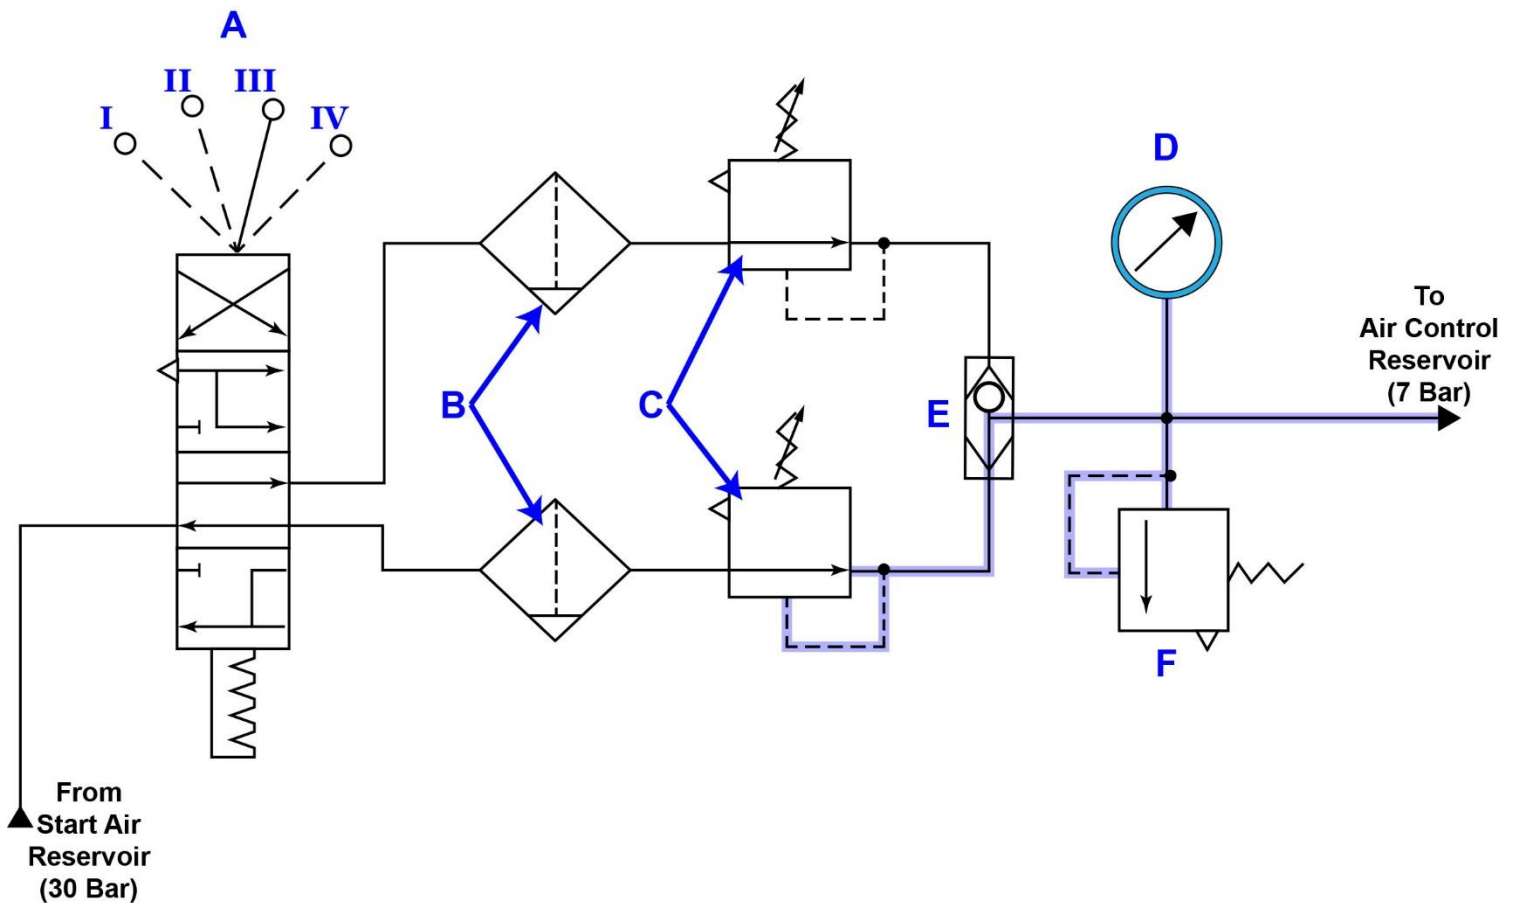 A
I
II
III
IV
B
C
D
E
F
To
Air Control
Reservoir
(7 Bar)
From
Start Air
Reservoir
(30 Bar)